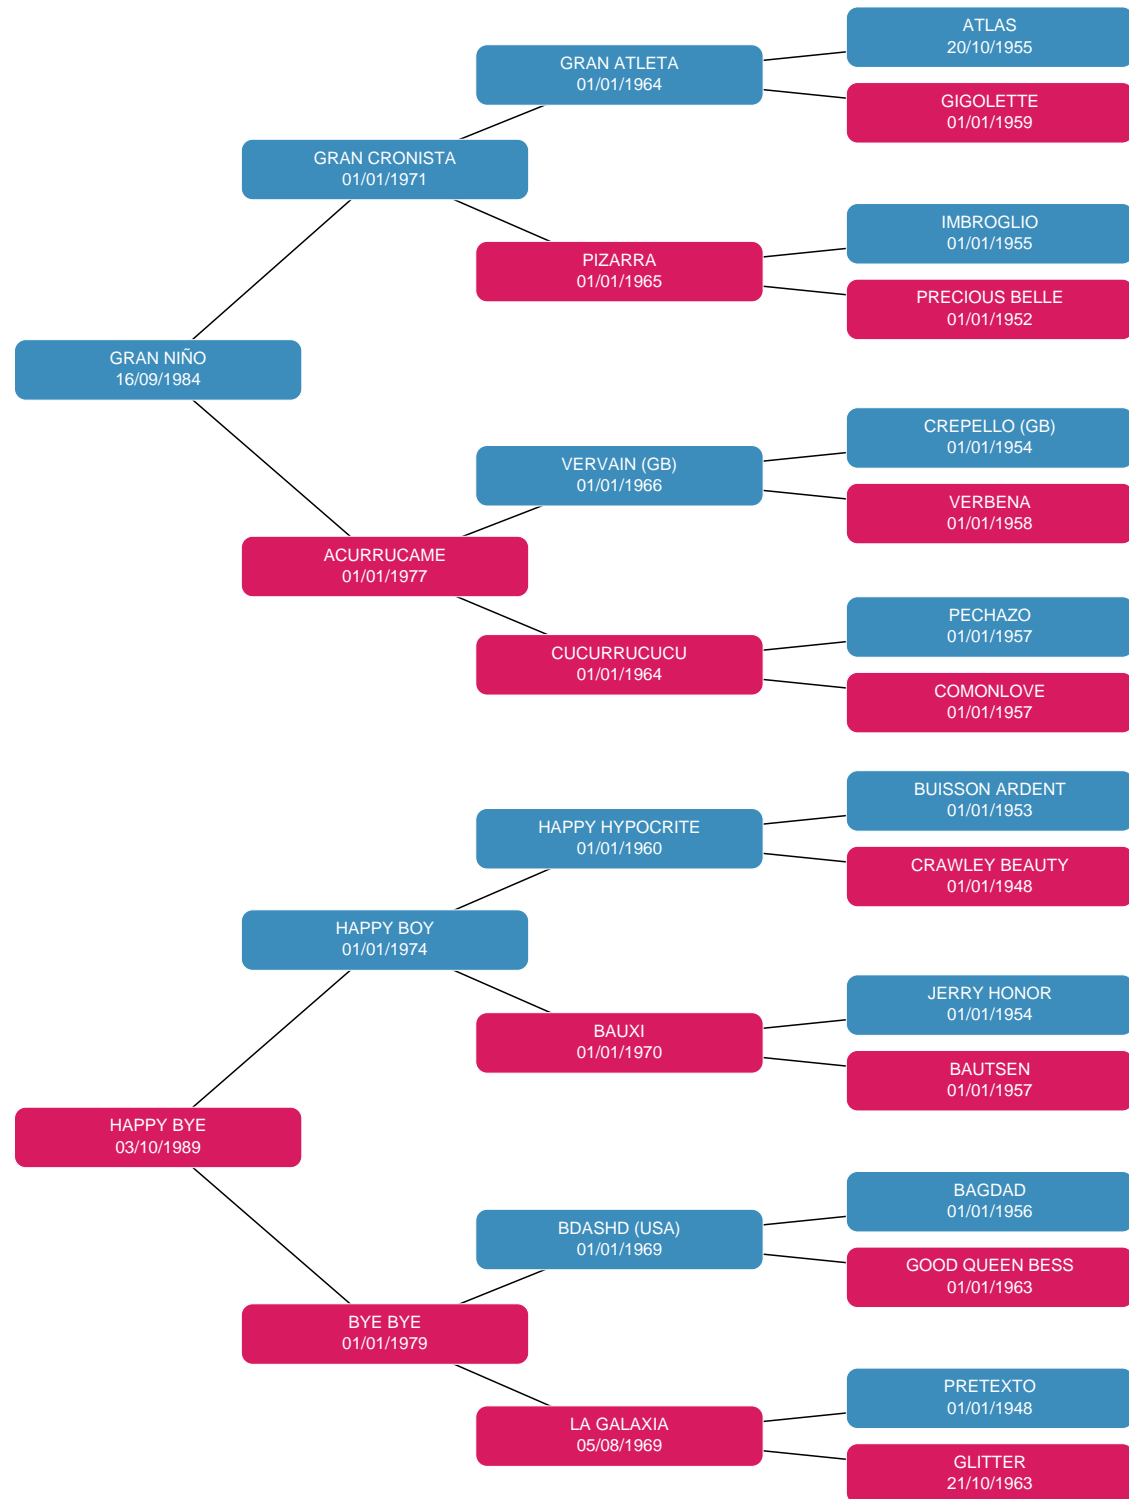 ATLAS
20/10/1955
GRAN ATLETA
01/01/1964
GIGOLETTE
01/01/1959
GRAN CRONISTA
01/01/1971
IMBROGLIO
01/01/1955
PIZARRA
01/01/1965
PRECIOUS BELLE
01/01/1952
GRAN NIÑO
16/09/1984
CREPELLO (GB)
01/01/1954
VERVAIN (GB)
01/01/1966
VERBENA
01/01/1958
ACURRUCAME
01/01/1977
PECHAZO
01/01/1957
CUCURRUCUCU
01/01/1964
COMONLOVE
01/01/1957
BUISSON ARDENT
01/01/1953
HAPPY HYPOCRITE
01/01/1960
CRAWLEY BEAUTY
01/01/1948
HAPPY BOY
01/01/1974
JERRY HONOR
01/01/1954
BAUXI
01/01/1970
BAUTSEN
01/01/1957
HAPPY BYE
03/10/1989
BAGDAD
01/01/1956
BDASHD (USA)
01/01/1969
GOOD QUEEN BESS
01/01/1963
BYE BYE
01/01/1979
PRETEXTO
01/01/1948
LA GALAXIA
05/08/1969
GLITTER
21/10/1963